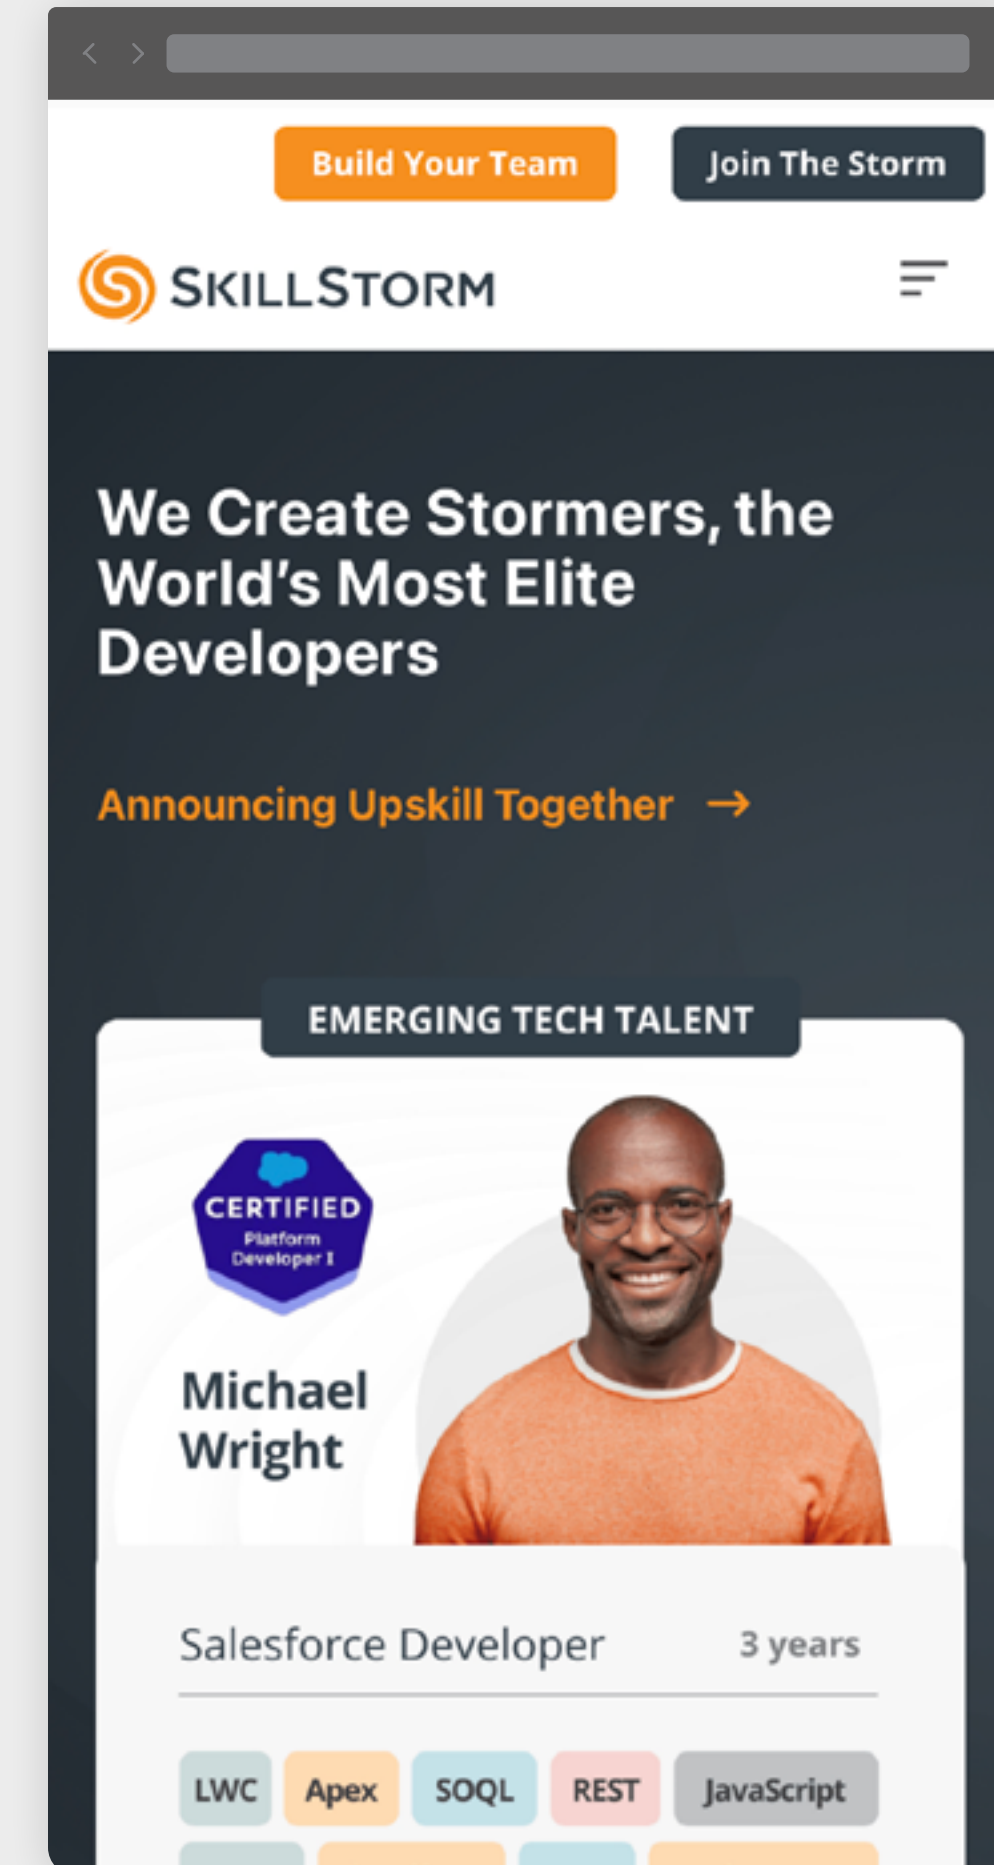 Build Your Team
Join The Storm
SKILLSTORM
We Create Stormers, the
World’s Most Elite
Developers
Announcing Upskill Together →
EMERGING TECH TALENT
CERTIFIED
Platform
Developer I
Michael
Wright
Salesforce Developer
3 years
LWC Apex SOQL REST JavaScript